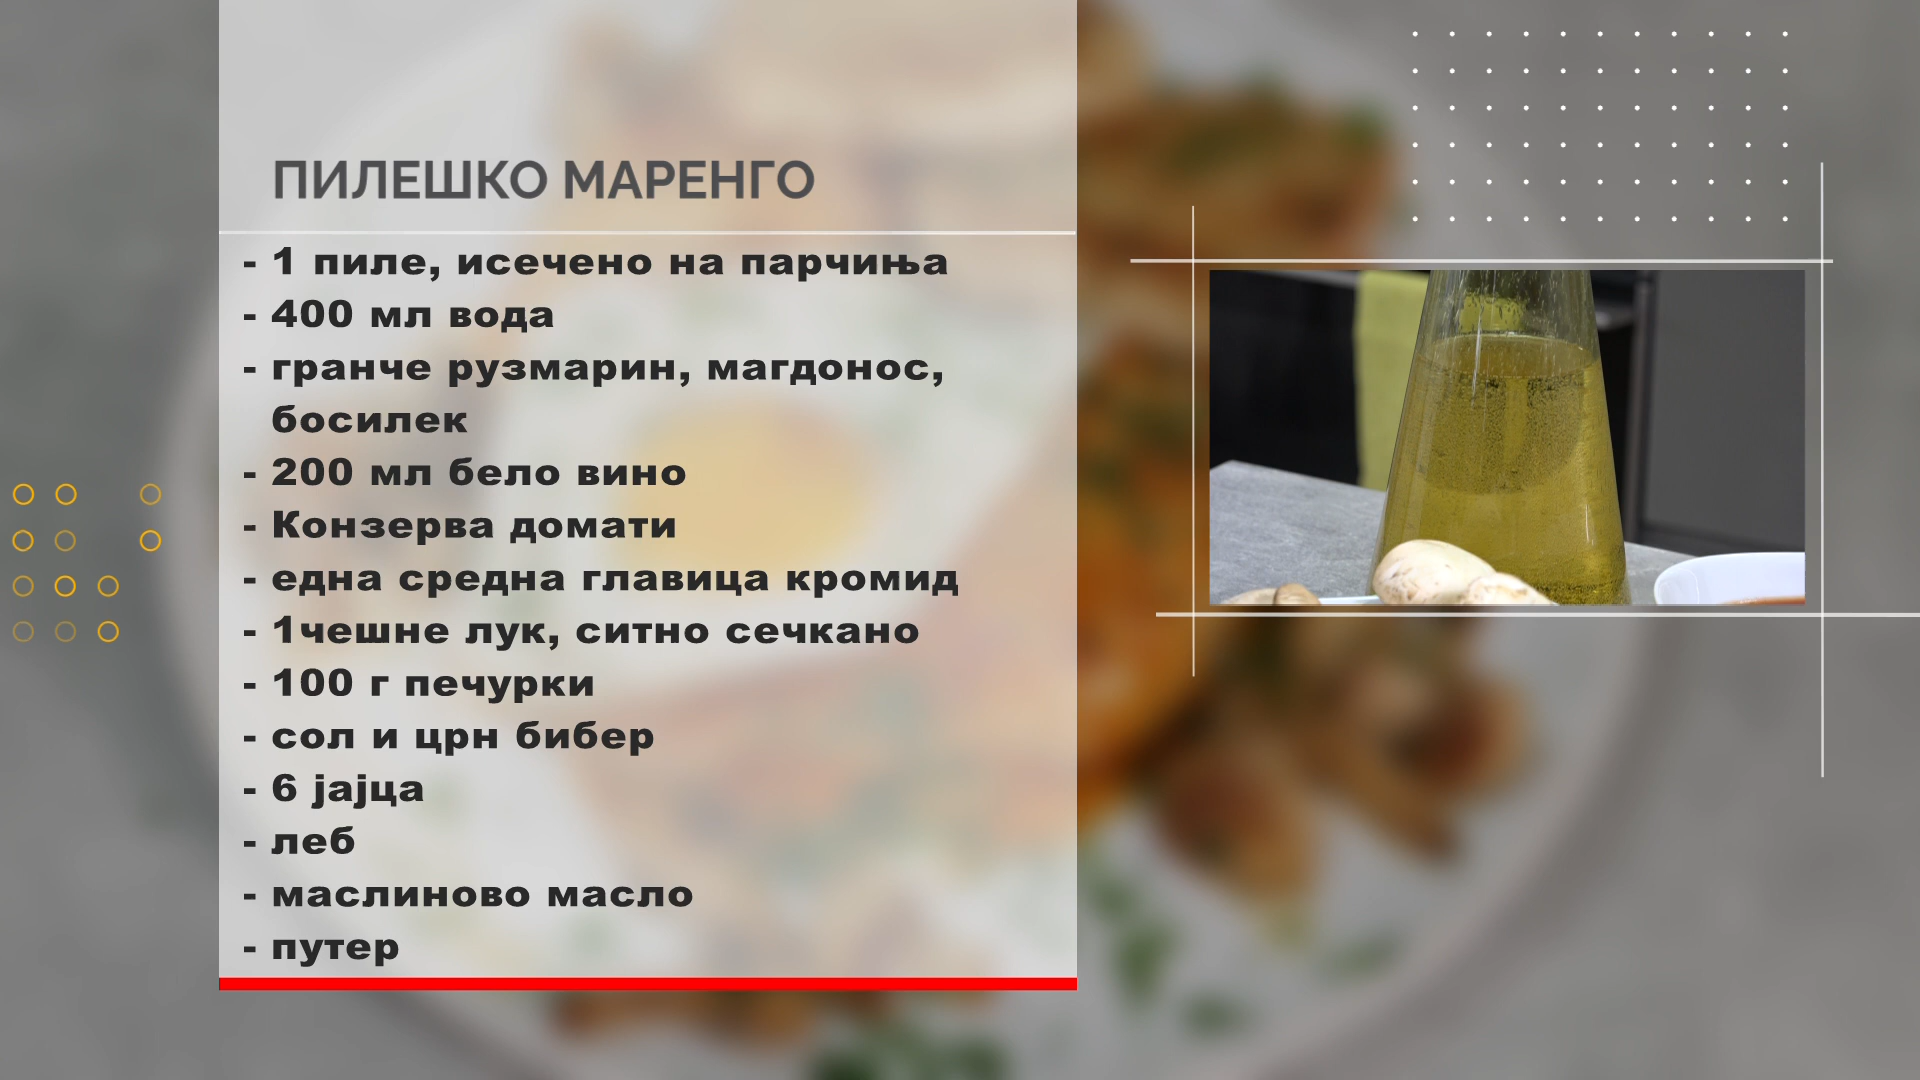 ПИЛЕШКО МАРЕНГО
- 1 пиле, исечено на парчиња
- 400 мл вода
- гранче рузмарин, магдонос,
босилек
- 200 мл бело вино
- Конзерва домати
- една средна главица кромид
- 1чешне лук, ситно сечкано
- 100 г печурки
- сол и црн бибер
- 6 јајца
- леб
- маслиново масло
- путер